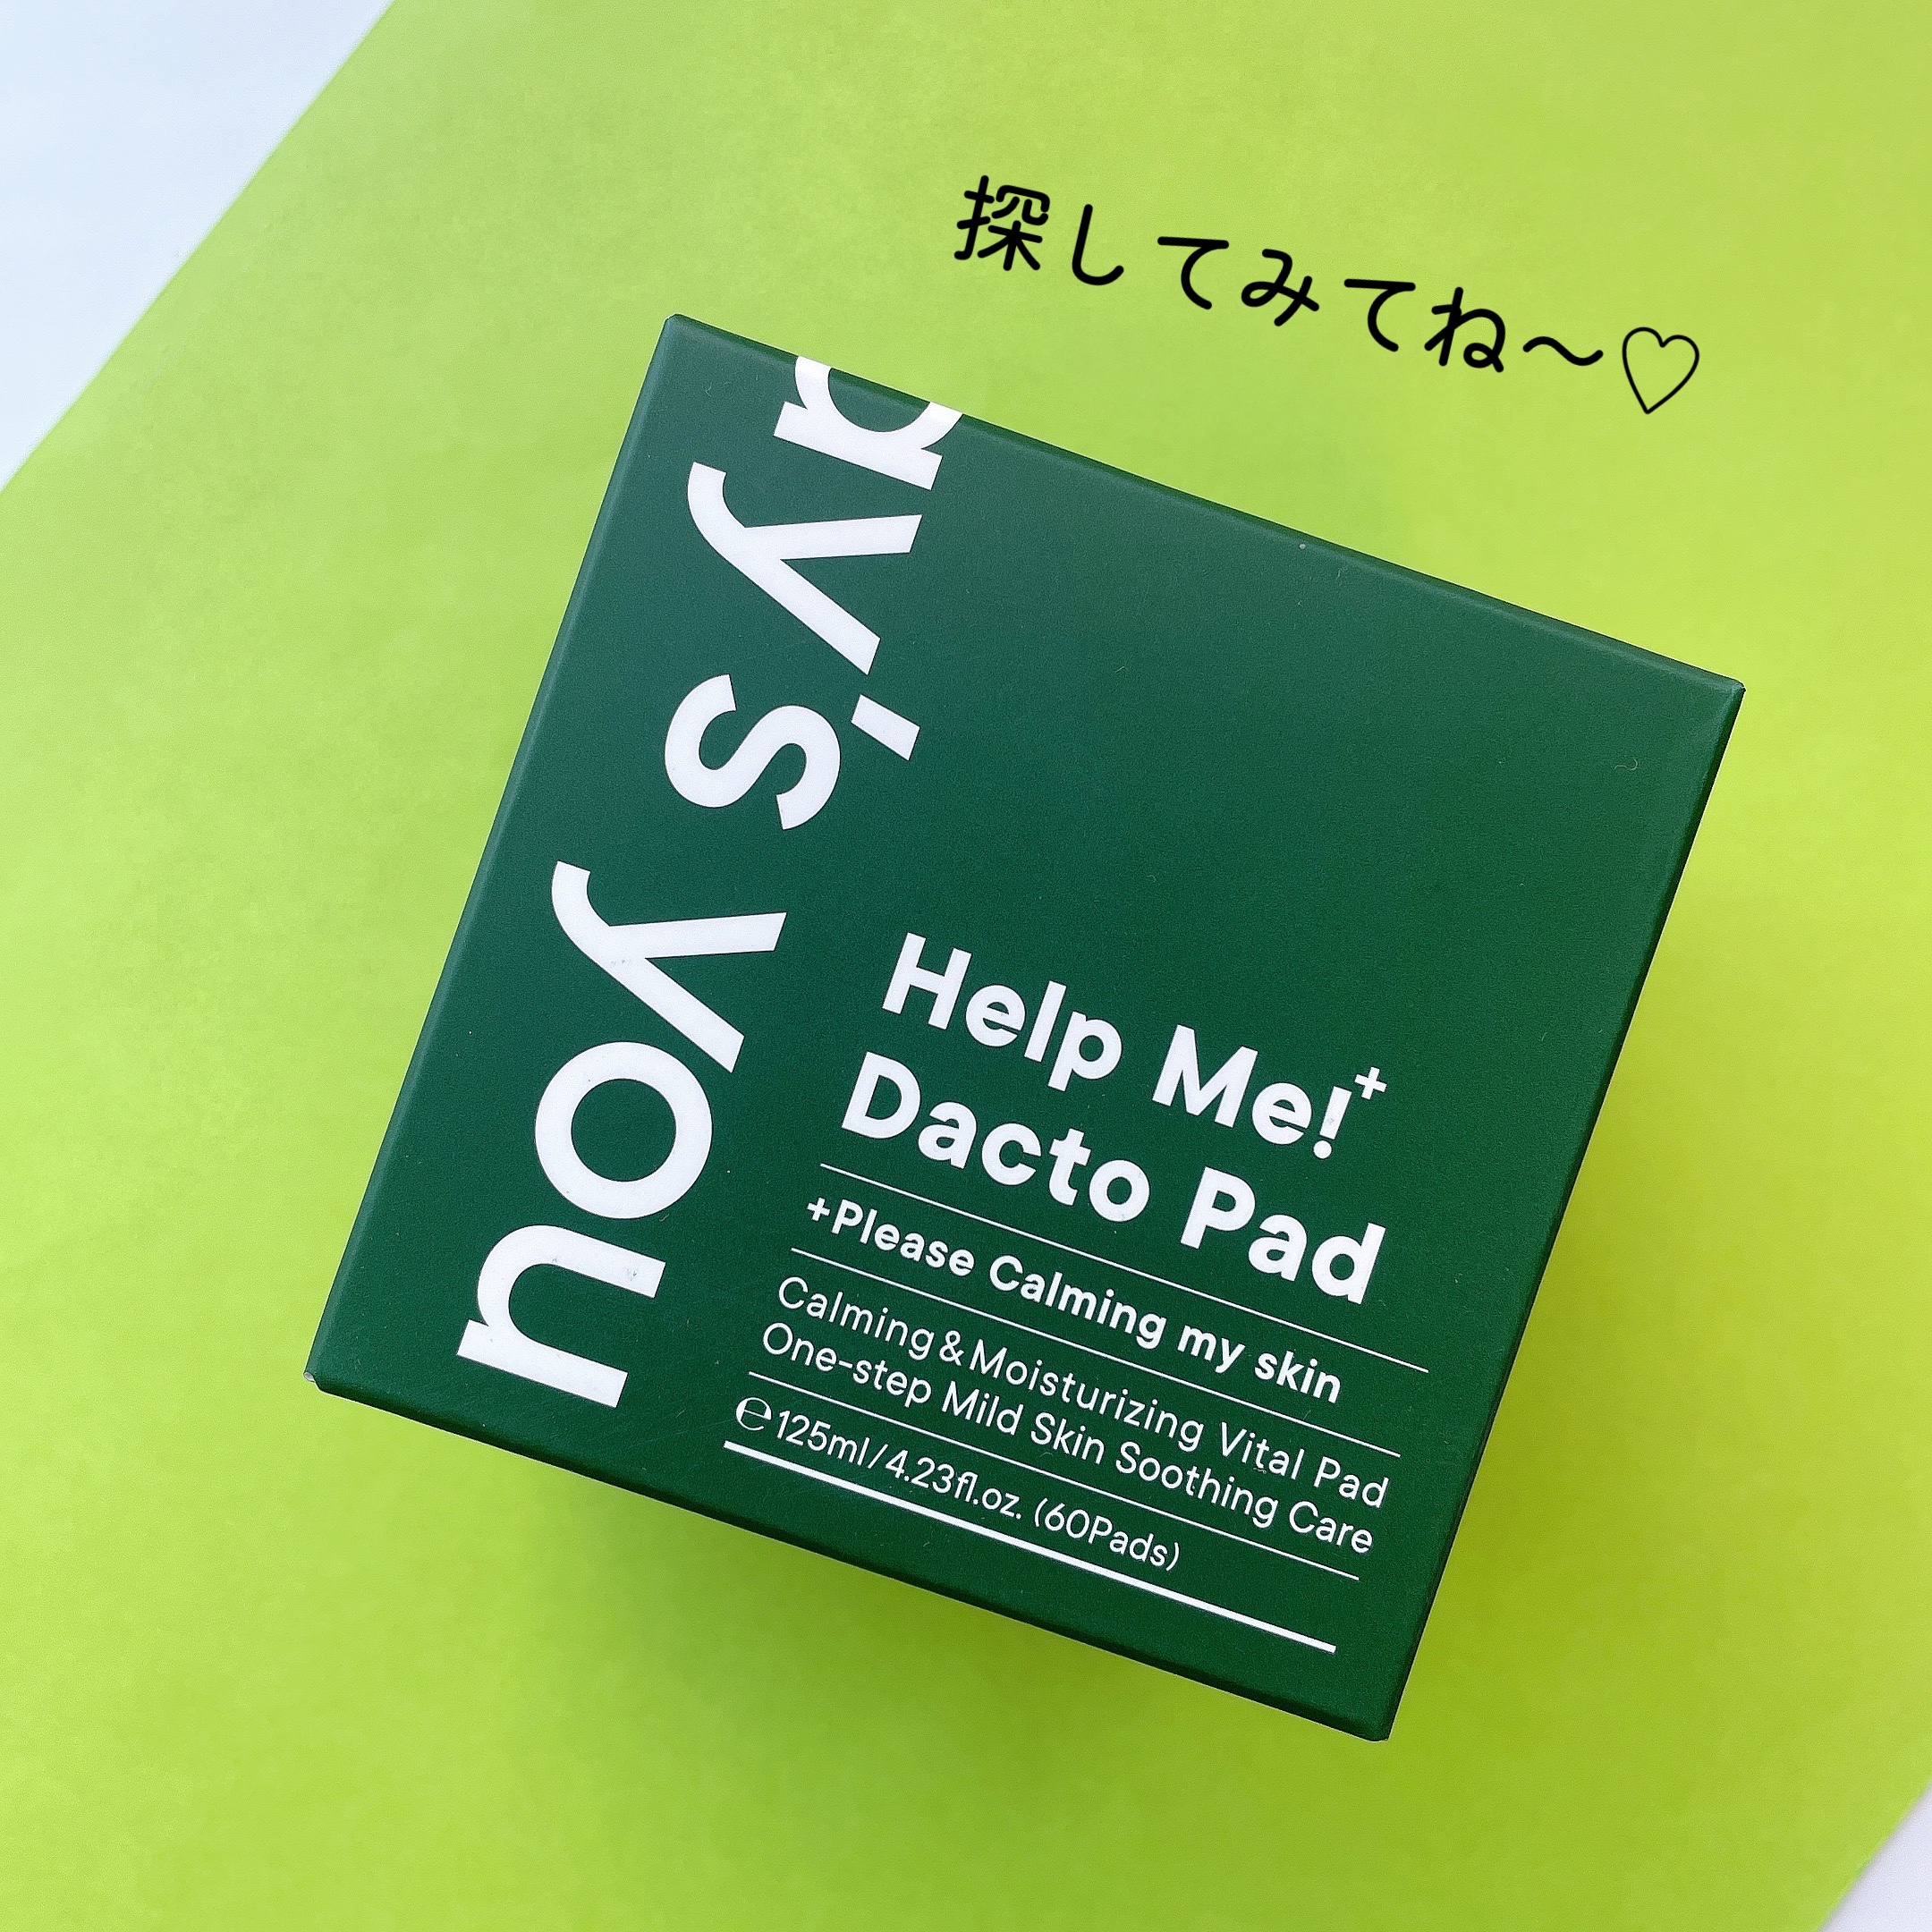 探してみてね〜♡
ay's
you
Help Me!+
Dacto Pad
+Please Calming my skin
Calming&Moisturizing Vital Pad
One-step Mild Skin Soothing Care
℮125ml/4.23fl.oz. (60Pads)